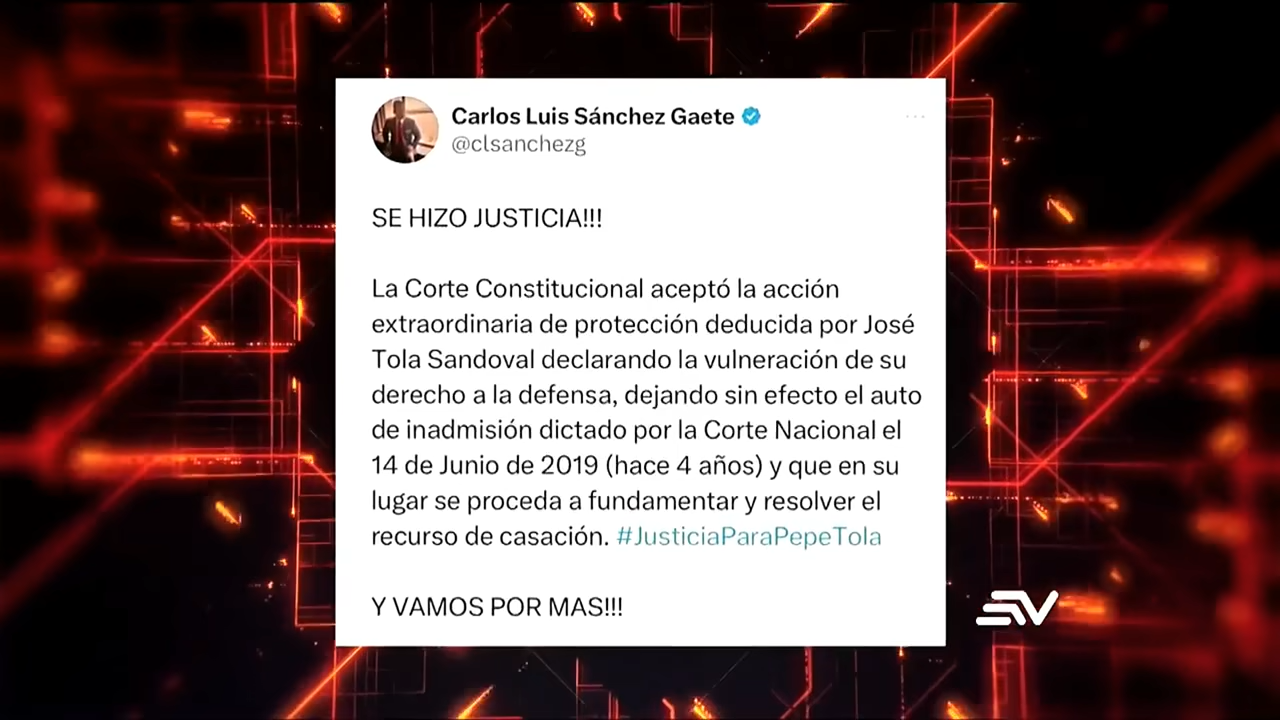 Carlos Luis Sánchez Gaete
@clsanchezg
SE HIZO JUSTICIA!!!
La Corte Constitucional aceptó la acción
extraordinaria de protección deducida por José
Tola Sandoval declarando la vulneración de su
derecho a la defensa, dejando sin efecto el auto
de inadmisión dictado por la Corte Nacional el
14 de Junio de 2019 (hace 4 años) y que en su
lugar se proceda a fundamentar y resolver el
recurso de casación. #JusticiaParaPepeTola
Y VAMOS POR MAS!!!
EV